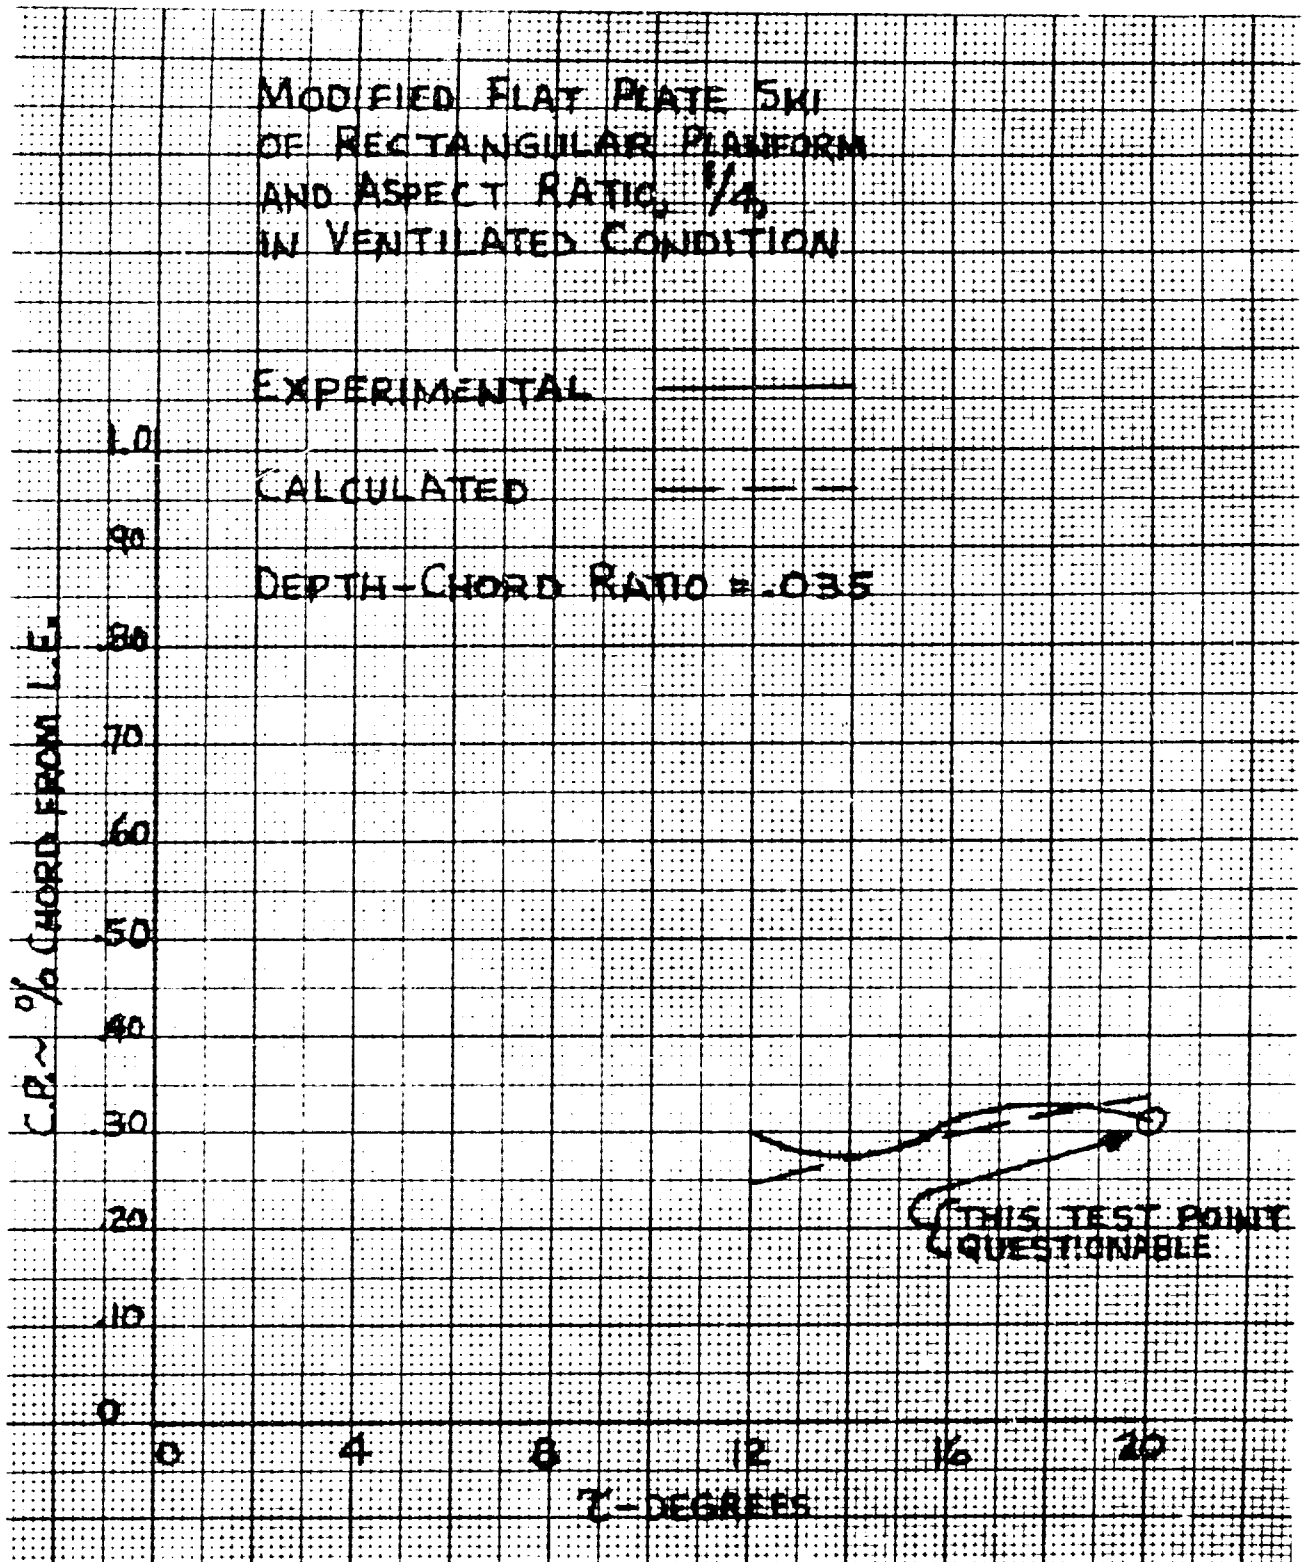 MODIFIED FLAT PLATE SKI
OF RECTANGULAR PLANFORM
AND ASPECT RATIO, 1/4,
IN VENTILATED CONDITION
EXPERIMENTAL
CALCULATED
DEPTH-CHORD RATIO = .035
C.P. ~ % CHORD FROM L.E.
1.0
.90
.80
.70
.60
.50
.40
.30
.20
.10
0
THIS TEST POINT
QUESTIONABLE
0 4 8 12 16 20
τ-DEGREES